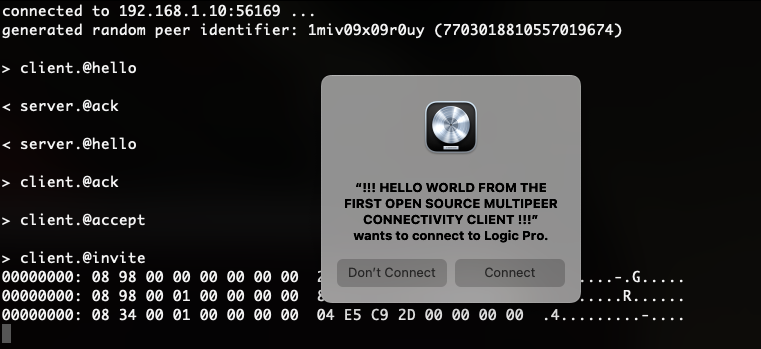 connected to 192.168.1.10:56169 ...
generated random peer identifier: 1miv09x09r0uy (7703018810557019674)
> client.@hello
< server.@ack
< server.@hello
> client.@ack
> client.@accept
> client.@invite
00000000: 08 98 00 00 00 00 00 00 2 .....-.G.....
00000000: 08 98 00 01 00 00 00 00 8 .....R......
00000000: 08 34 00 01 00 00 00 00 04 E5 C9 2D 00 00 00 00 .4.........-....
“!!! HELLO WORLD FROM THE
FIRST OPEN SOURCE MULTIPEER
CONNECTIVITY CLIENT !!!”
wants to connect to Logic Pro.
Don't Connect
Connect